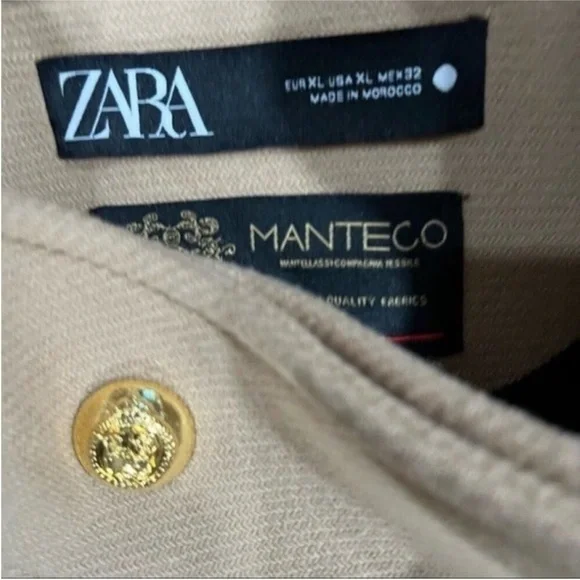 ZARA
EUR XL USA XL MEX 32
MADE IN MOROCCO
MANTECO
QUALITY FABRICS